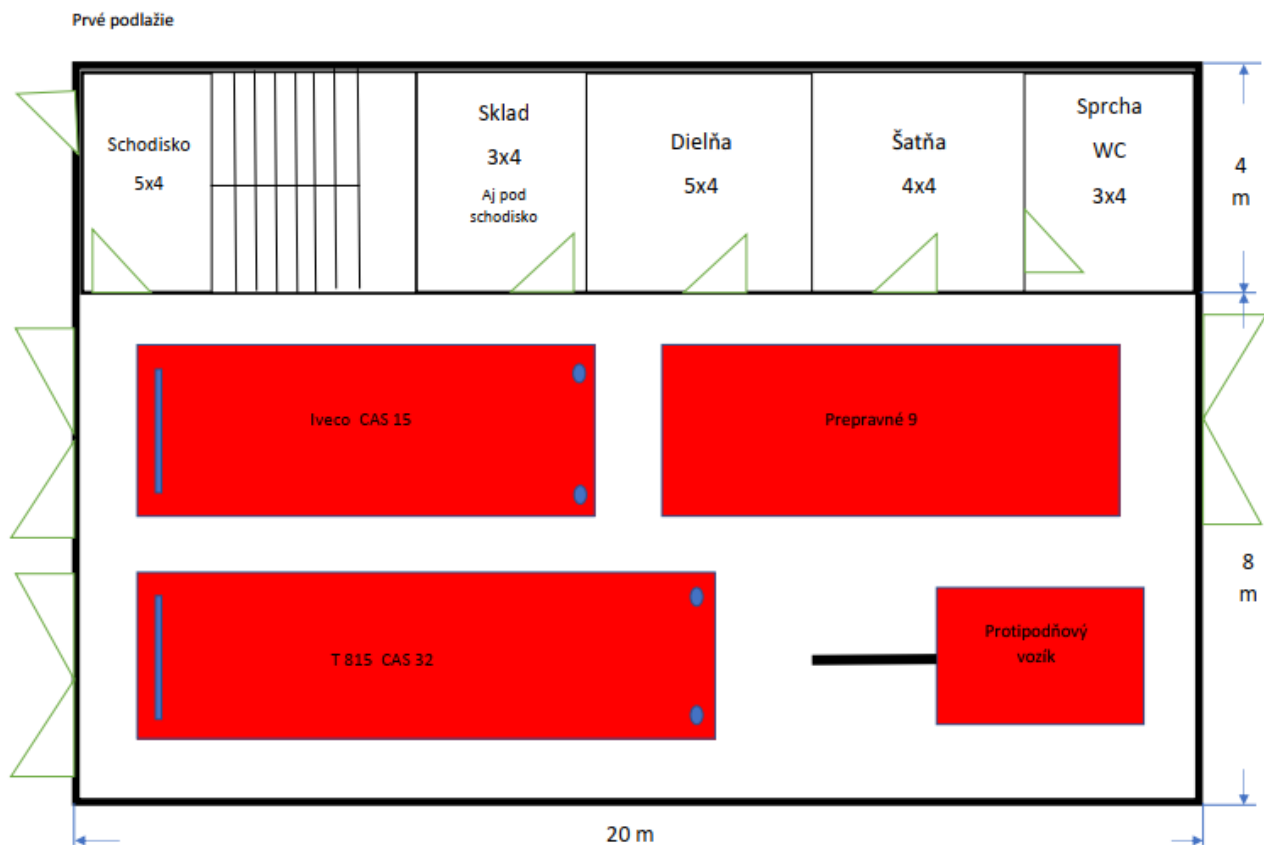 Prvé podlažie
Schodisko
5x4
Sklad
3x4
Aj pod
schodisko
Dielňa
5x4
Šatňa
4x4
Sprcha
WC
3x4
4
m
Iveco  CAS 15
Prepravné 9
8
m
T 815  CAS 32
Protipodňový
vozík
20 m